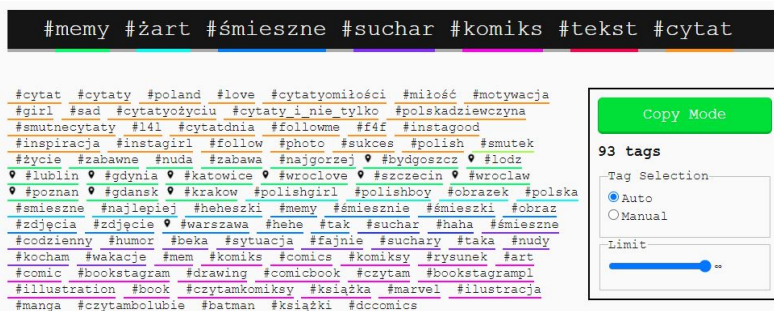 #memy #żart #śmieszne #suchar #komiks #tekst #cytat
#cytat #cytaty #poland #love #cytatyomiłości #miłość #motywacja
#girl #sad #cytatyożyciu #cytaty_i_nie_tylko #polskadziewczyna
#smutnecytaty #l4l #cytatdnia #followme #f4f #instagood
#inspiracja #instagirl #follow #photo #sukces #polish #smutek
#życie #zabawne #nuda #zabawa #najgorzej #bydgoszcz #lodz
#lublin #gdynia #katowice #wroclove #szczecin #wroclaw
#poznan #gdansk #krakow #polishgirl #polishboy #obrazek #polska
#smieszne #najlepiej #heheszki #memy #śmiesznie #śmieszki #obraz
#zdjęcia #zdjęcie #warszawa #hehe #tak #suchar #haha #śmieszne
#codzienny #humor #beka #sytuacja #fajnie #suchary #taka #nudy
#kocham #wakacje #mem #komiks #comics #komiksy #rysunek #art
#comic #bookstagram #drawing #comicbook #czytam #bookstagrampl
#illustration #book #czytamkomiksy #książka #marvel #ilustracja
#manga #czytambolubie #batman #książki #dccomics
Copy Mode
93 tags
Tag Selection
Auto
Manual
Limit
∞